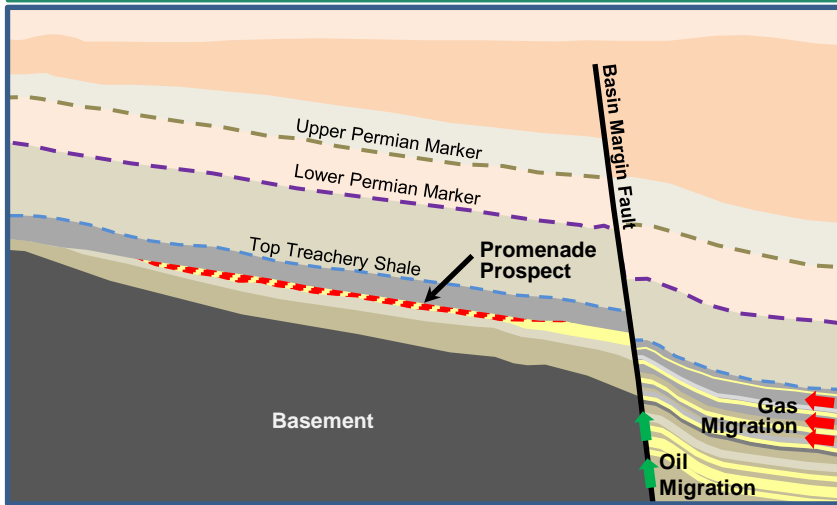 Basin Margin Fault
Upper Permian Marker
Lower Permian Marker
Top Treachery Shale
Promenade
Prospect
Basement
Gas
Migration
Oil
Migration